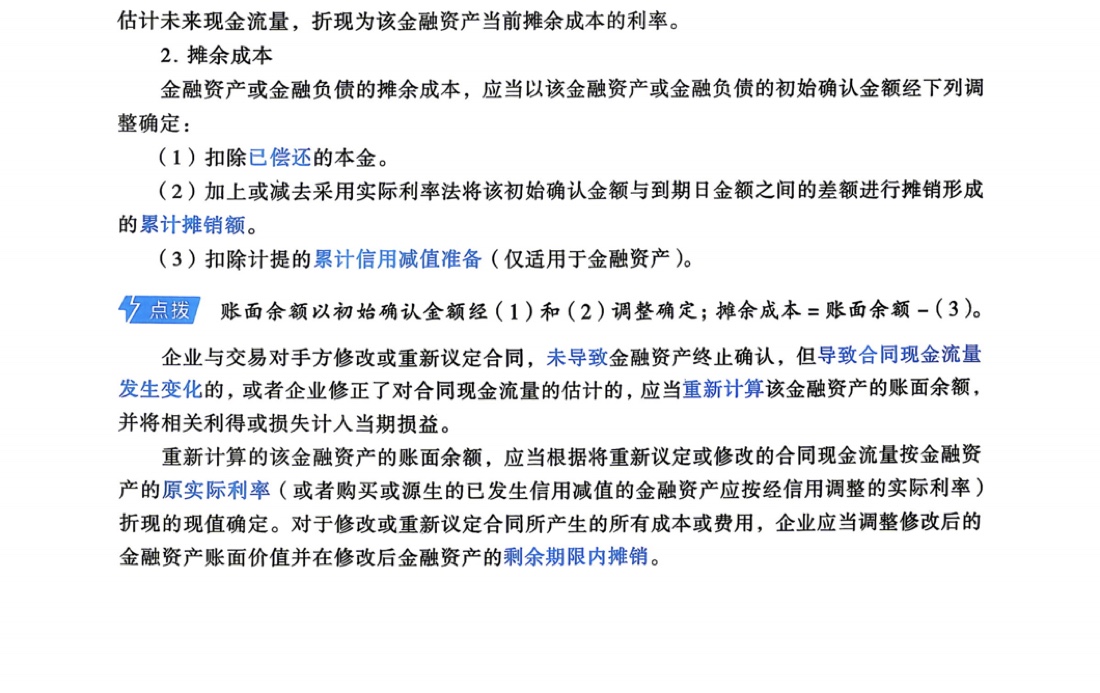 估计未来现金流量，折现为该金融资产当前摊余成本的利率。
2. 摊余成本
金融资产或金融负债的摊余成本，应当以该金融资产或金融负债的初始确认金额经下列调
整确定：
（1）扣除已偿还的本金。
（2）加上或减去采用实际利率法将该初始确认金额与到期日金额之间的差额进行摊销形成
的累计摊销额。
（3）扣除计提的累计信用减值准备（仅适用于金融资产）。
点拨 账面余额以初始确认金额经（1）和（2）调整确定；摊余成本 = 账面余额 −（3）。
企业与交易对手方修改或重新议定合同，未导致金融资产终止确认，但导致合同现金流量
发生变化的，或者企业修正了对合同现金流量的估计的，应当重新计算该金融资产的账面余额，
并将相关利得或损失计入当期损益。
重新计算的该金融资产的账面余额，应当根据将重新议定或修改的合同现金流量按金融资
产的原实际利率（或者购买或源生的已发生信用减值的金融资产应按经信用调整的实际利率）
折现的现值确定。对于修改或重新议定合同所产生的所有成本或费用，企业应当调整修改后的
金融资产账面价值并在修改后金融资产的剩余期限内摊销。